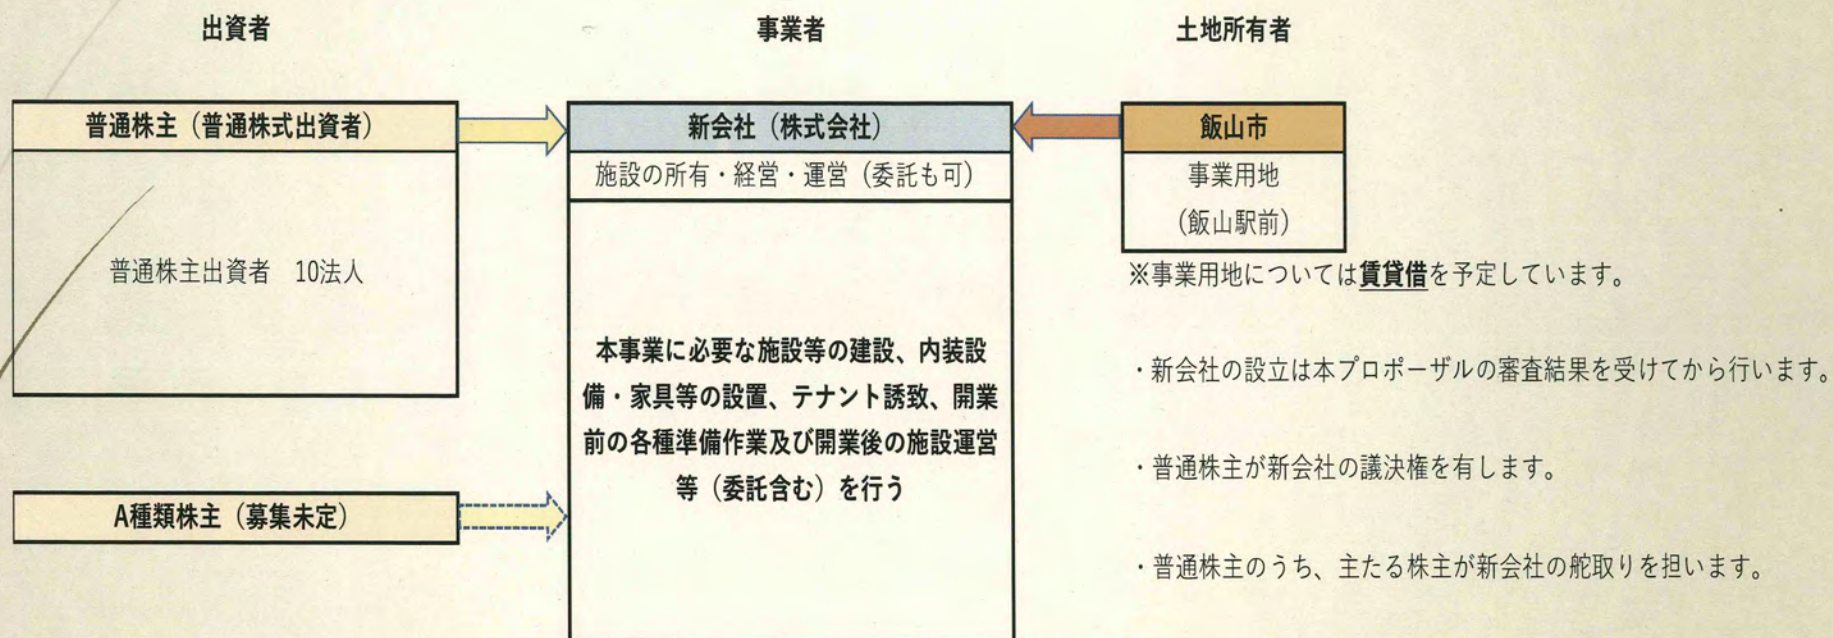 出資者
事業者
土地所有者
普通株主（普通株式出資者）
普通株主出資者　10法人
A種類株主（募集未定）
新会社（株式会社）
施設の所有・経営・運営（委託も可）
本事業に必要な施設等の建設、内装設
備・家具等の設置、テナント誘致、開業
前の各種準備作業及び開業後の施設運営
等（委託含む）を行う
飯山市
事業用地
(飯山駅前)
※事業用地については賃貸借を予定しています。
・新会社の設立は本プロポーザルの審査結果を受けてから行います。
・普通株主が新会社の議決権を有します。
・普通株主のうち、主たる株主が新会社の舵取りを担います。